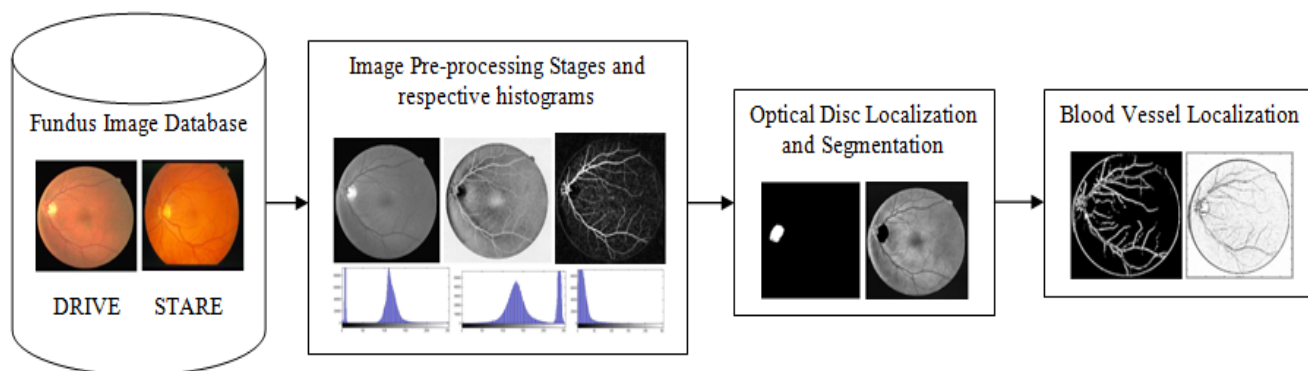 Fundus Image Database
DRIVE
STARE
Image Pre-processing Stages and
respective histograms
Optical Disc Localization
and Segmentation
Blood Vessel Localization